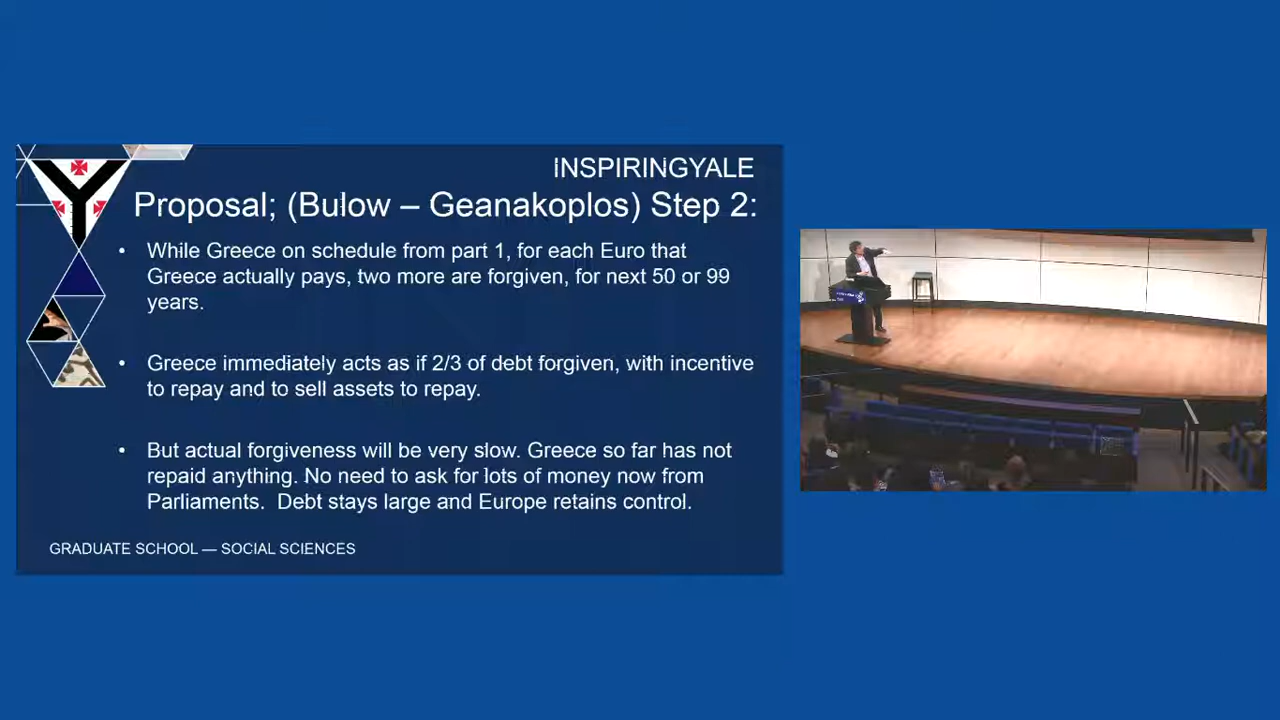 INSPIRINGYALE
Proposal; (Bulow – Geanakoplos) Step 2:
• While Greece on schedule from part 1, for each Euro that
Greece actually pays, two more are forgiven, for next 50 or 99
years.
• Greece immediately acts as if 2/3 of debt forgiven, with incentive
to repay and to sell assets to repay.
• But actual forgiveness will be very slow. Greece so far has not
repaid anything. No need to ask for lots of money now from
Parliaments.  Debt stays large and Europe retains control.
GRADUATE SCHOOL — SOCIAL SCIENCES